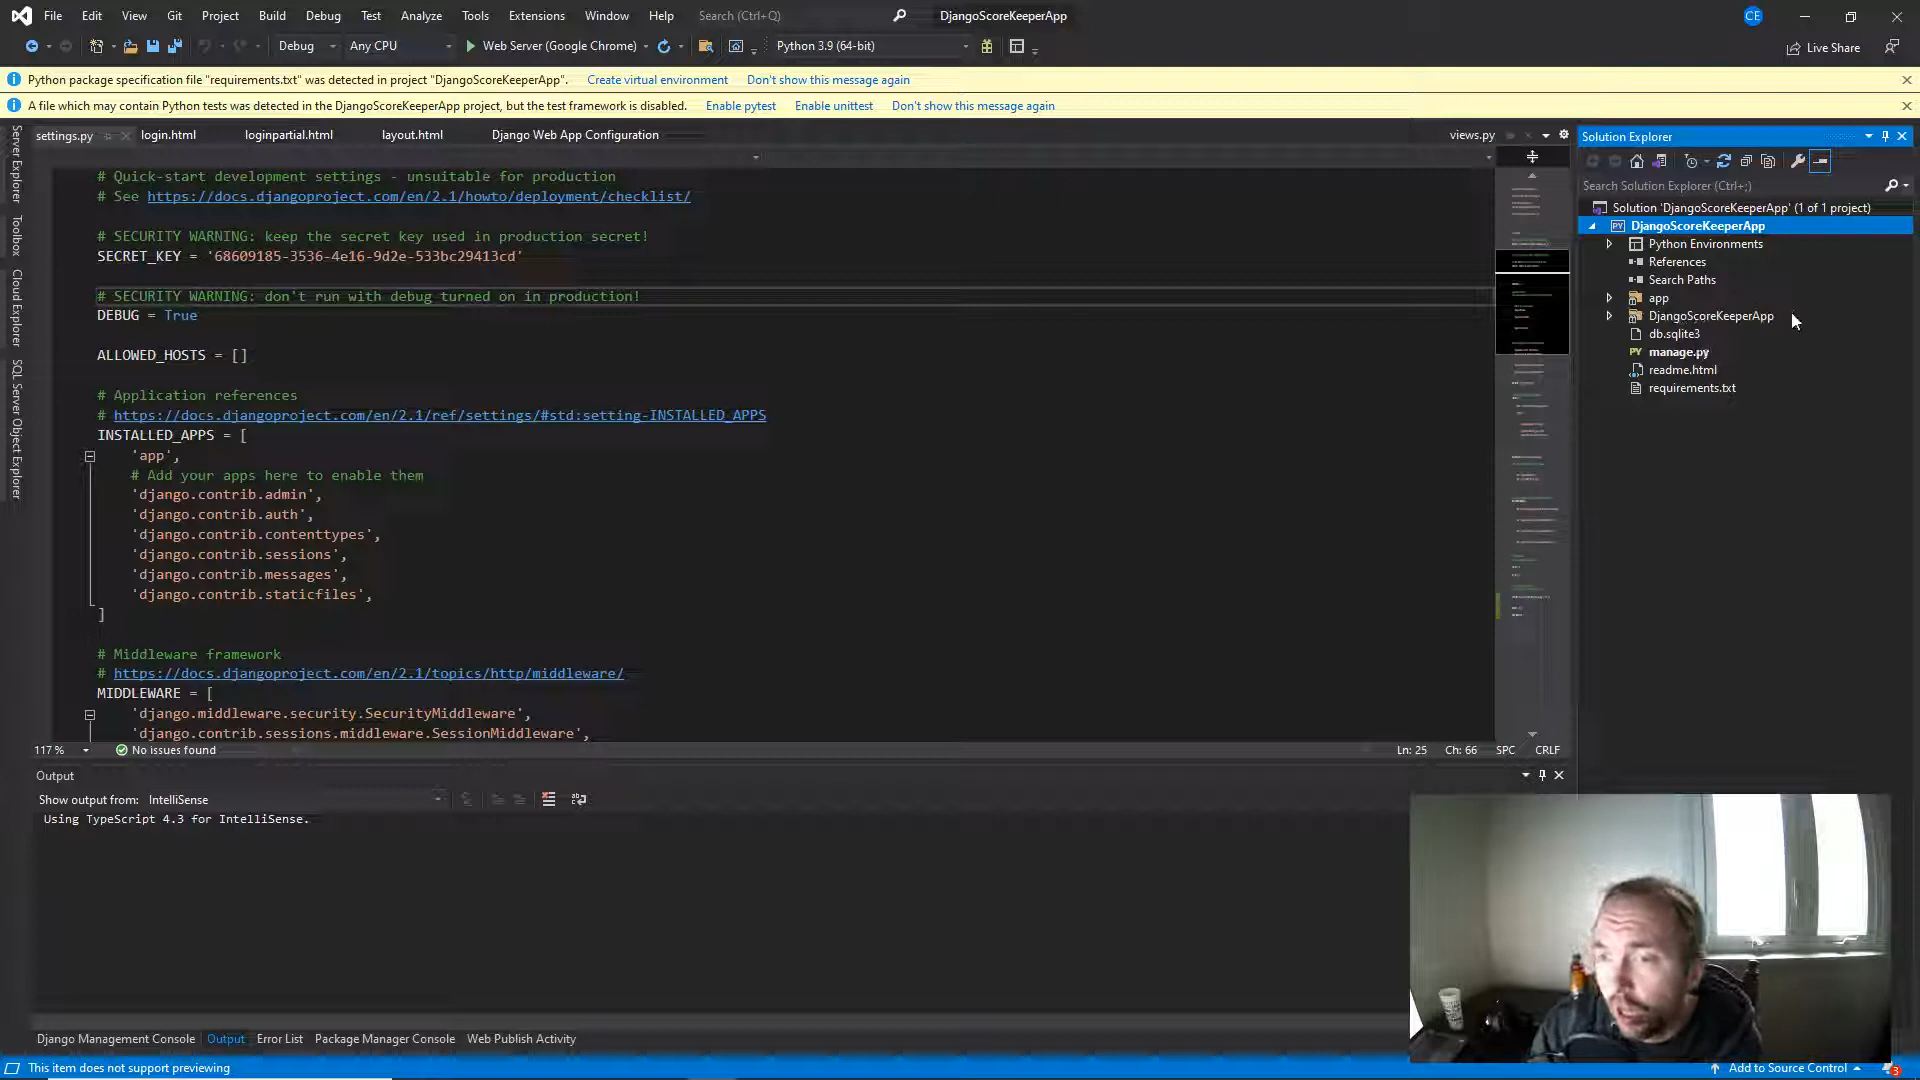 File Edit View Git Project Build Debug Test Analyze Tools Extensions Window Help Search (Ctrl+Q) DjangoScoreKeeperApp CE
Debug Any CPU Web Server (Google Chrome) Python 3.9 (64-bit) Live Share
Python package specification file "requirements.txt" was detected in project "DjangoScoreKeeperApp". Create virtual environment Don't show this message again
A file which may contain Python tests was detected in the DjangoScoreKeeperApp project, but the test framework is disabled. Enable pytest Enable unittest Don't show this message again
settings.py login.html loginpartial.html layout.html Django Web App Configuration views.py
Server Explorer
Toolbox
Cloud Explorer
SQL Server Object Explorer
# Quick-start development settings - unsuitable for production
# See https://docs.djangoproject.com/en/2.1/howto/deployment/checklist/
# SECURITY WARNING: keep the secret key used in production secret!
SECRET_KEY = '68609185-3536-4e16-9d2e-533bc29413cd'
# SECURITY WARNING: don't run with debug turned on in production!
DEBUG = True
ALLOWED_HOSTS = []
# Application references
# https://docs.djangoproject.com/en/2.1/ref/settings/#std:setting-INSTALLED_APPS
INSTALLED_APPS = [
'app',
# Add your apps here to enable them
'django.contrib.admin',
'django.contrib.auth',
'django.contrib.contenttypes',
'django.contrib.sessions',
'django.contrib.messages',
'django.contrib.staticfiles',
]
# Middleware framework
# https://docs.djangoproject.com/en/2.1/topics/http/middleware/
MIDDLEWARE = [
'django.middleware.security.SecurityMiddleware',
'django.contrib.sessions.middleware.SessionMiddleware',
117 % No issues found Ln: 25 Ch: 66 SPC CRLF
Solution Explorer
Search Solution Explorer (Ctrl+;)
Solution 'DjangoScoreKeeperApp' (1 of 1 project)
DjangoScoreKeeperApp
Python Environments
References
Search Paths
app
DjangoScoreKeeperApp
db.sqlite3
manage.py
readme.html
requirements.txt
Output
Show output from: IntelliSense
Using TypeScript 4.3 for IntelliSense.
Django Management Console Output Error List Package Manager Console Web Publish Activity
This item does not support previewing Add to Source Control 3